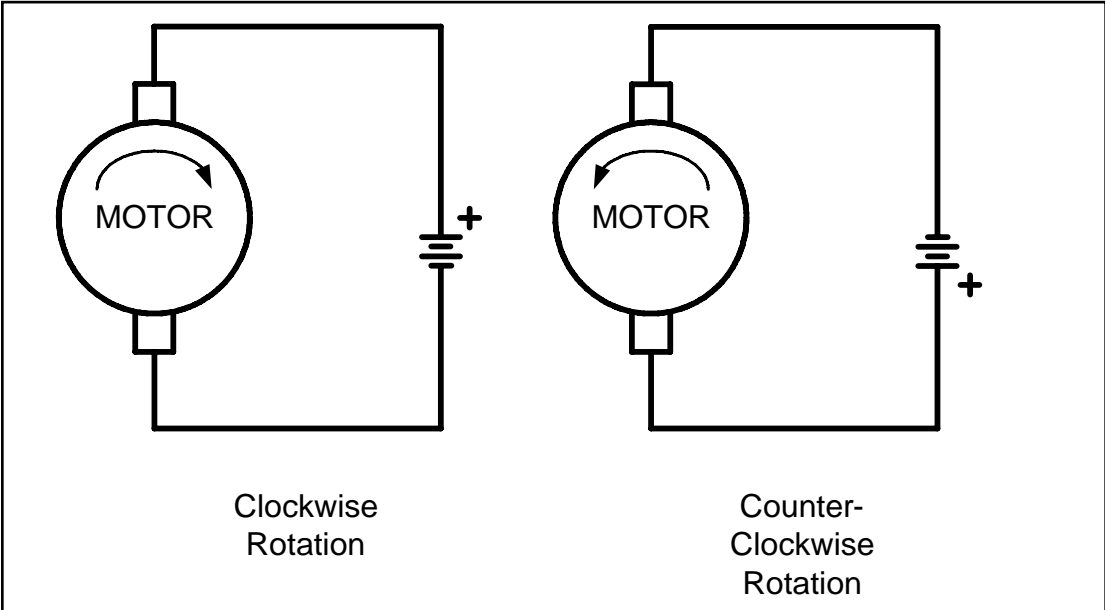 MOTOR
+
Clockwise
Rotation
MOTOR
+
Counter-
Clockwise
Rotation